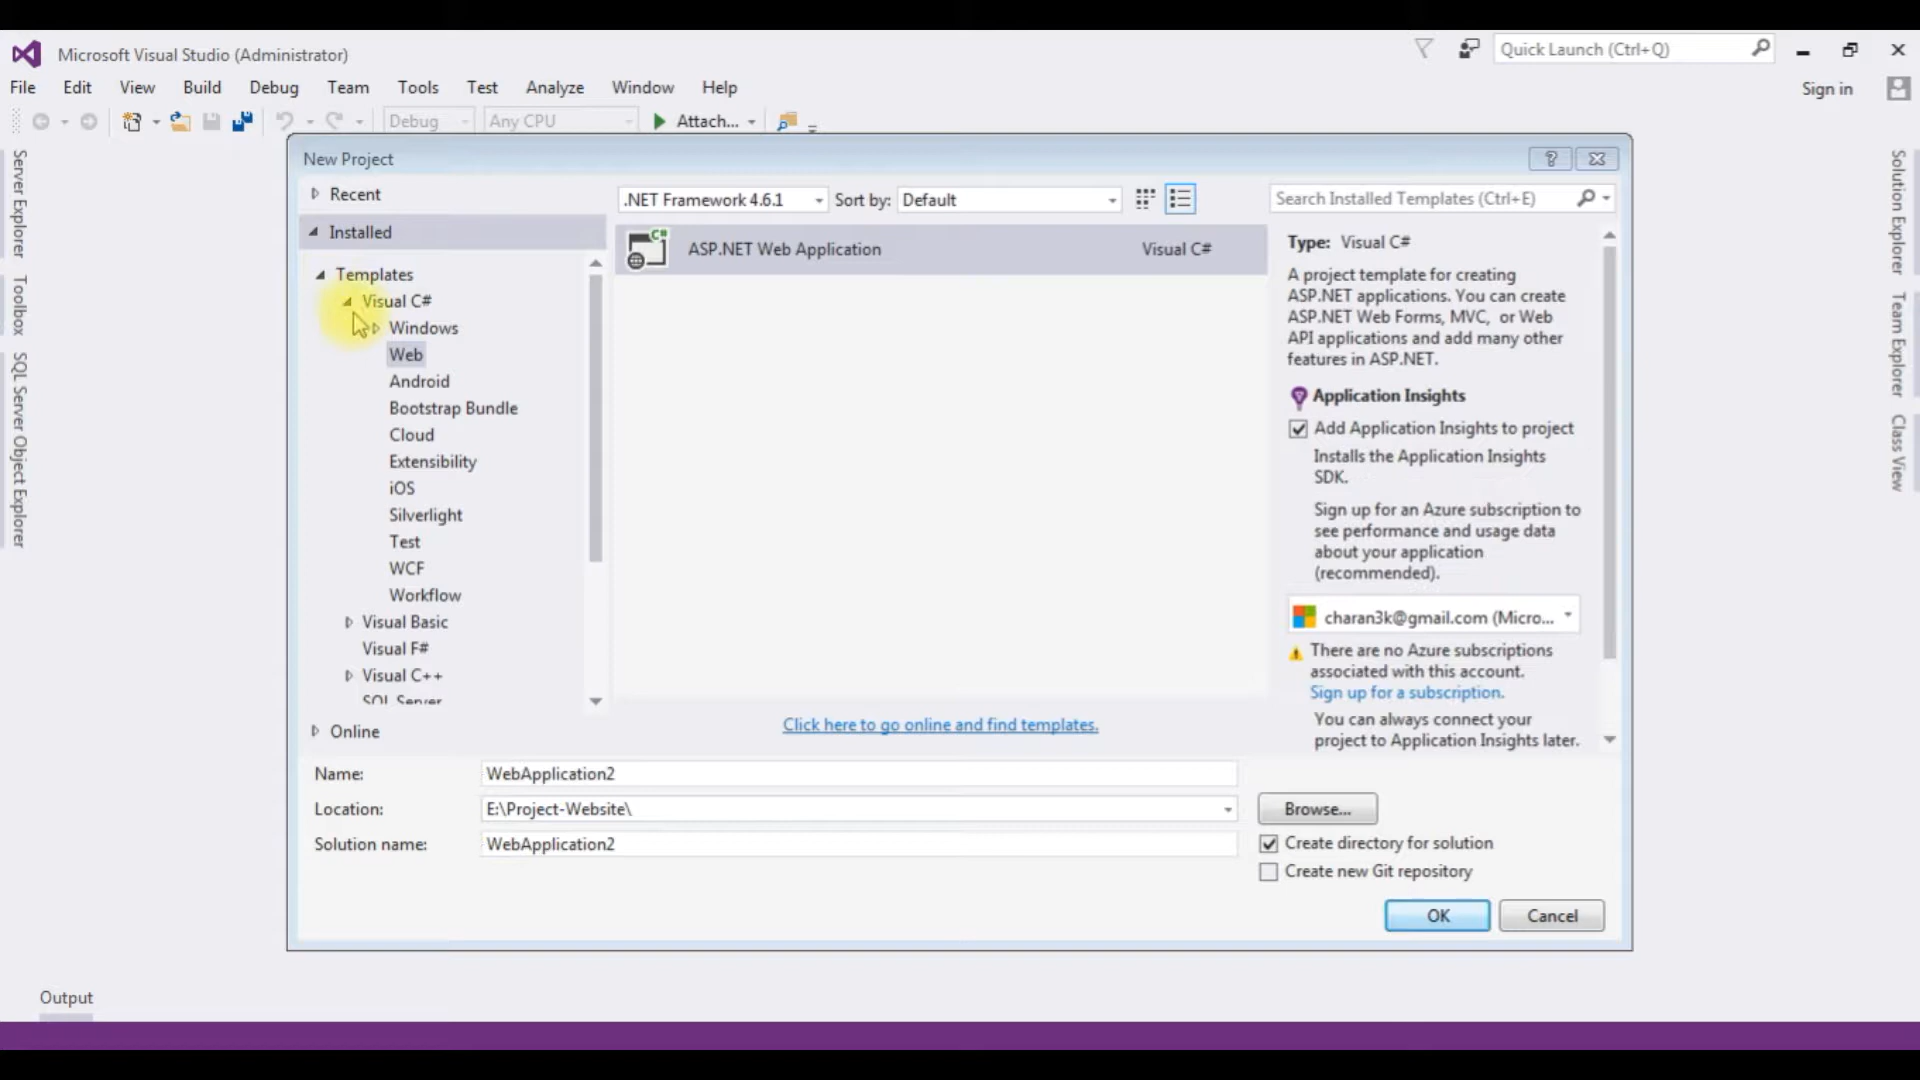 Microsoft Visual Studio (Administrator)
Quick Launch (Ctrl+Q)
File Edit View Build Debug Team Tools Test Analyze Window Help
Sign in
Debug
Any CPU
Attach...
Server Explorer
Toolbox
SQL Server Object Explorer
New Project
Recent
Installed
Templates
Visual C#
Windows
Web
Android
Bootstrap Bundle
Cloud
Extensibility
iOS
Silverlight
Test
WCF
Workflow
Visual Basic
Visual F#
Visual C++
SQL Server
Online
.NET Framework 4.6.1
Sort by: Default
ASP.NET Web Application Visual C#
C#
Click here to go online and find templates.
Search Installed Templates (Ctrl+E)
Type: Visual C#
A project template for creating
ASP.NET applications. You can create
ASP.NET Web Forms, MVC, or Web
API applications and add many other
features in ASP.NET.
Application Insights
Add Application Insights to project
Installs the Application Insights
SDK.
Sign up for an Azure subscription to
see performance and usage data
about your application
(recommended).
charan3k@gmail.com (Micro...
There are no Azure subscriptions
associated with this account.
Sign up for a subscription.
You can always connect your
project to Application Insights later.
Name: WebApplication2
Location: E:\Project-Website\
Browse...
Solution name: WebApplication2
Create directory for solution
Create new Git repository
OK
Cancel
Solution Explorer
Team Explorer
Class View
Output